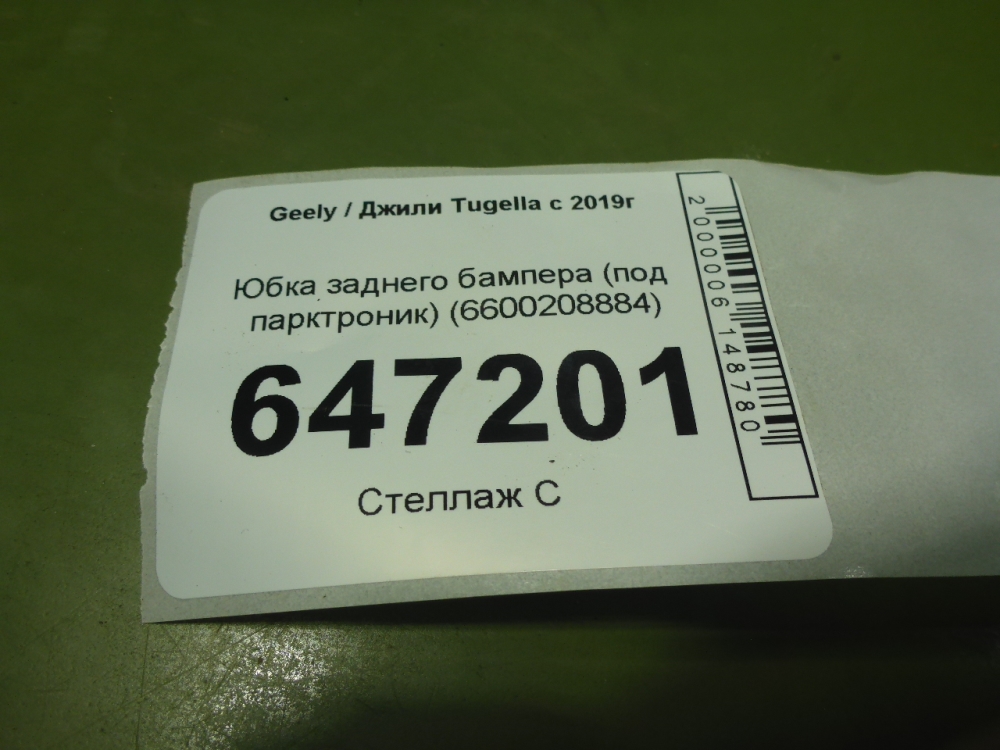 Geely / Джили Tugella с 2019г
Юбка заднего бампера (под
парктроник) (6600208884)
647201
Стеллаж С
2000006148780